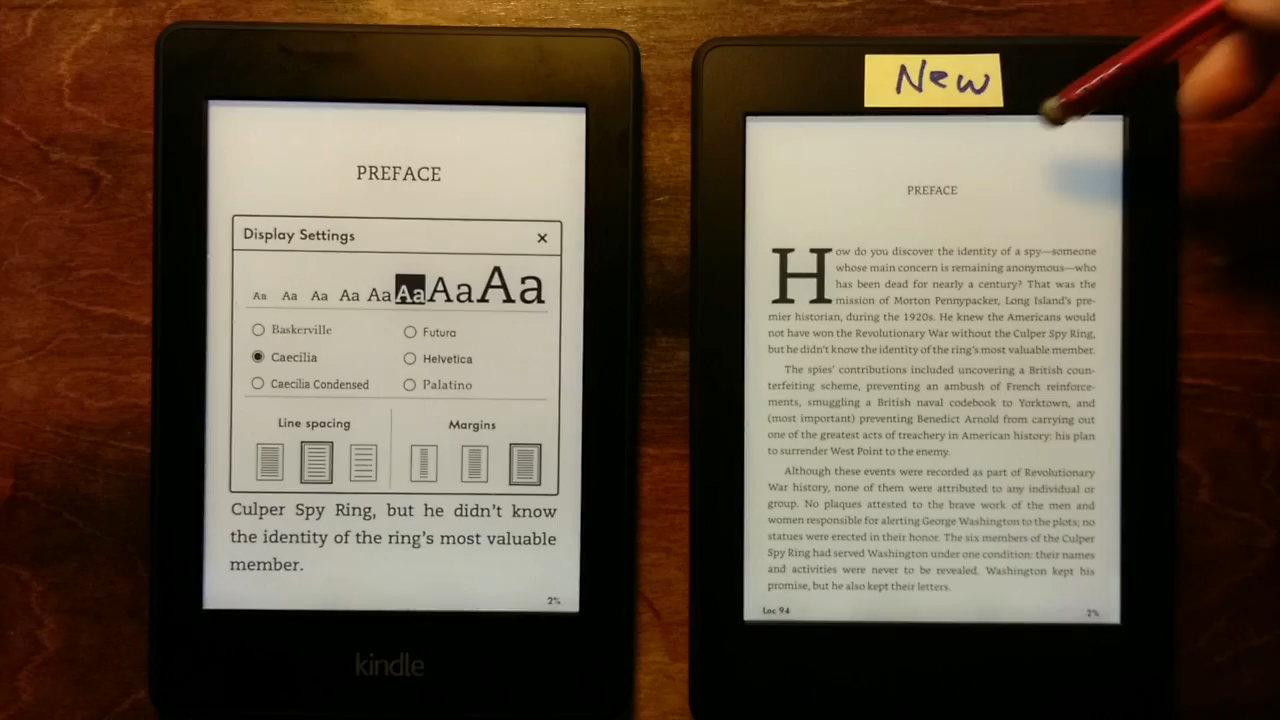 PREFACE
Display Settings ×
Aa Aa Aa Aa Aa Aa Aa Aa
Baskerville Futura
Caecilia Helvetica
Caecilia Condensed Palatino
Line spacing Margins
Culper Spy Ring, but he didn't know
the identity of the ring's most valuable
member.
2%
kindle
New
PREFACE
How do you discover the identity of a spy—someone
whose main concern is remaining anonymous—who
has been dead for nearly a century? That was the
mission of Morton Pennypacker, Long Island's pre-
mier historian, during the 1920s. He knew the Americans would
not have won the Revolutionary War without the Culper Spy Ring,
but he didn't know the identity of the ring's most valuable member.
The spies' contributions included uncovering a British coun-
terfeiting scheme, preventing an ambush of French reinforce-
ments, smuggling a British naval codebook to Yorktown, and
(most important) preventing Benedict Arnold from carrying out
one of the greatest acts of treachery in American history: his plan
to surrender West Point to the enemy.
Although these events were recorded as part of Revolutionary
War history, none of them were attributed to any individual or
group. No plaques attested to the brave work of the men and
women responsible for alerting George Washington to the plots; no
statues were erected in their honor. The six members of the Culper
Spy Ring had served Washington under one condition: their names
and activities were never to be revealed. Washington kept his
promise, but he also kept their letters.
Loc 94 2%